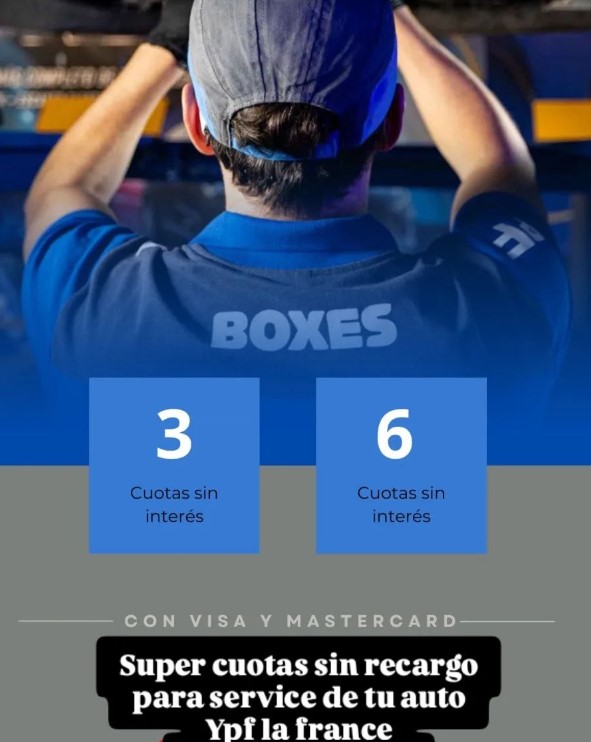 BOXES
3
Cuotas sin
interés
6
Cuotas sin
interés
CON VISA Y MASTERCARD
Super cuotas sin recargo
para service de tu auto
Ypf la france